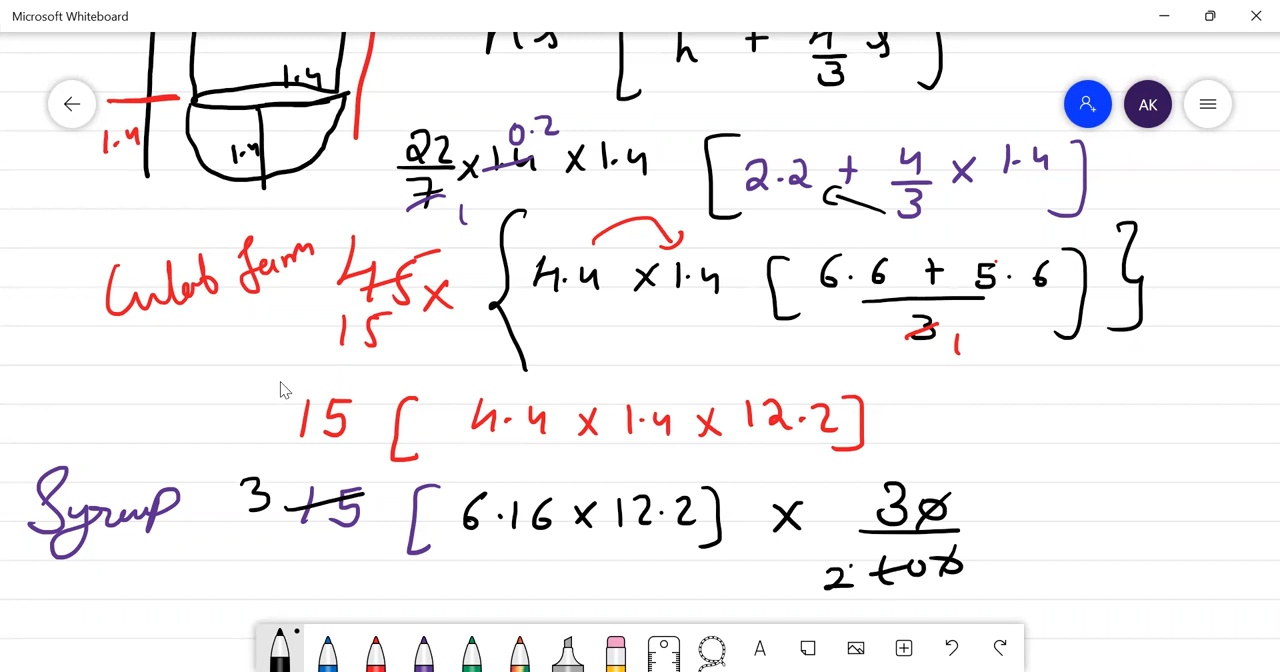 Microsoft Whiteboard
1.4
h + 4/3 r ]
AK
1.4
1.4
22/7 × 1.4 × 1.4 [ 2.2 + 4/3 × 1.4 ]
0.2
1
Gulab Jamun 45 × { 4.4 × 1.4 [ 6.6 + 5.6 / 3 ] }
15
1
15 [ 4.4 × 1.4 × 12.2 ]
Syrup 3 15 [ 6.16 × 12.2 ] × 30/100
2
A